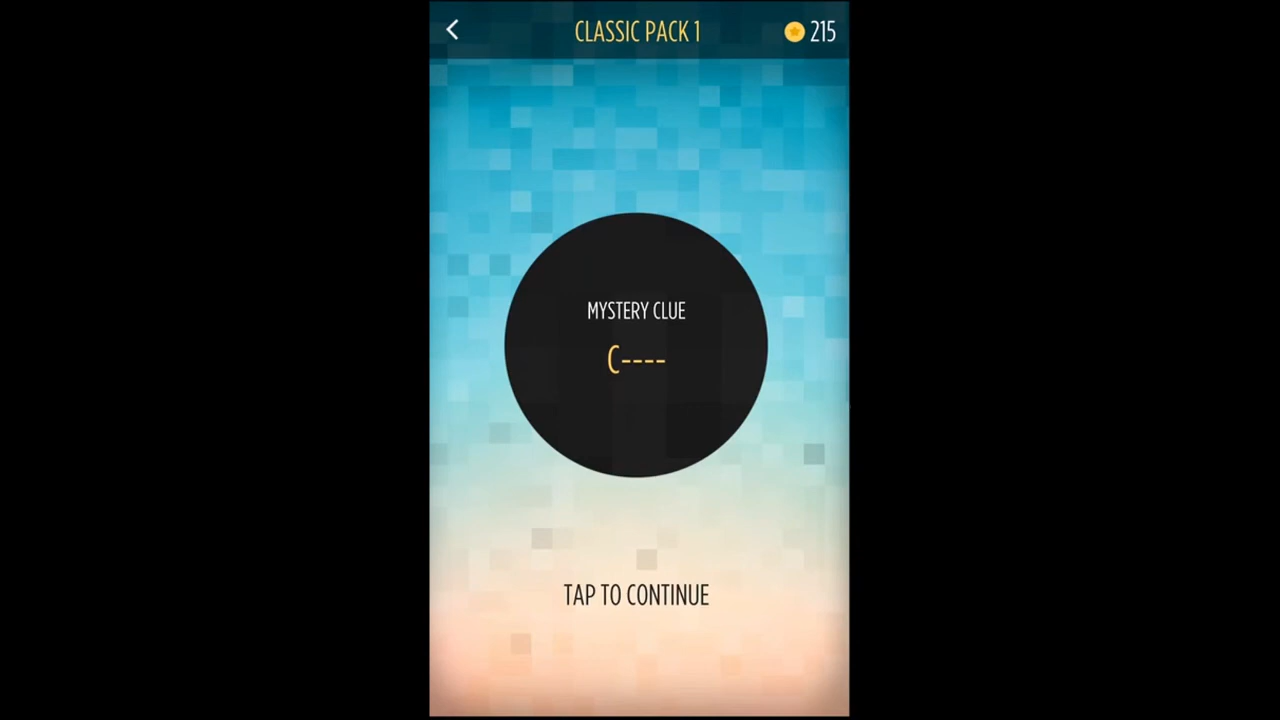 CLASSIC PACK 1
215
MYSTERY CLUE
C----
TAP TO CONTINUE